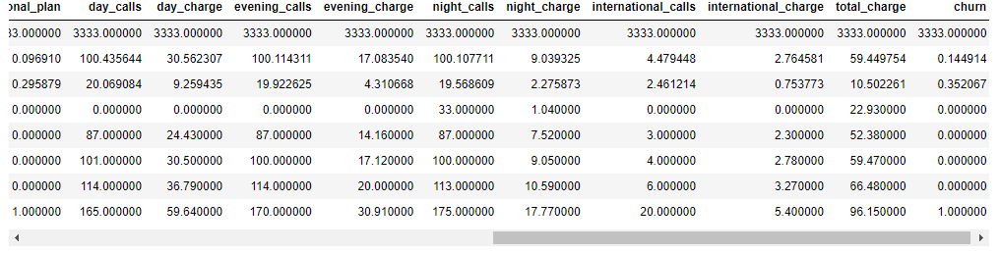 onal_plan day_calls day_charge evening_calls evening_charge night_calls night_charge international_calls international_charge total_charge churn
33.000000 3333.000000 3333.000000 3333.000000 3333.000000 3333.000000 3333.000000 3333.000000 3333.000000 3333.000000 3333.000000
0.096910 100.435644 30.562307 100.114311 17.083540 100.107711 9.039325 4.479448 2.764581 59.449754 0.144914
0.295879 20.069084 9.259435 19.922625 4.310668 19.568609 2.275873 2.461214 0.753773 10.502261 0.352067
0.000000 0.000000 0.000000 0.000000 0.000000 33.000000 1.040000 0.000000 0.000000 22.930000 0.000000
0.000000 87.000000 24.430000 87.000000 14.160000 87.000000 7.520000 3.000000 2.300000 52.380000 0.000000
0.000000 101.000000 30.500000 100.000000 17.120000 100.000000 9.050000 4.000000 2.780000 59.470000 0.000000
0.000000 114.000000 36.790000 114.000000 20.000000 113.000000 10.590000 6.000000 3.270000 66.480000 0.000000
1.000000 165.000000 59.640000 170.000000 30.910000 175.000000 17.770000 20.000000 5.400000 96.150000 1.000000